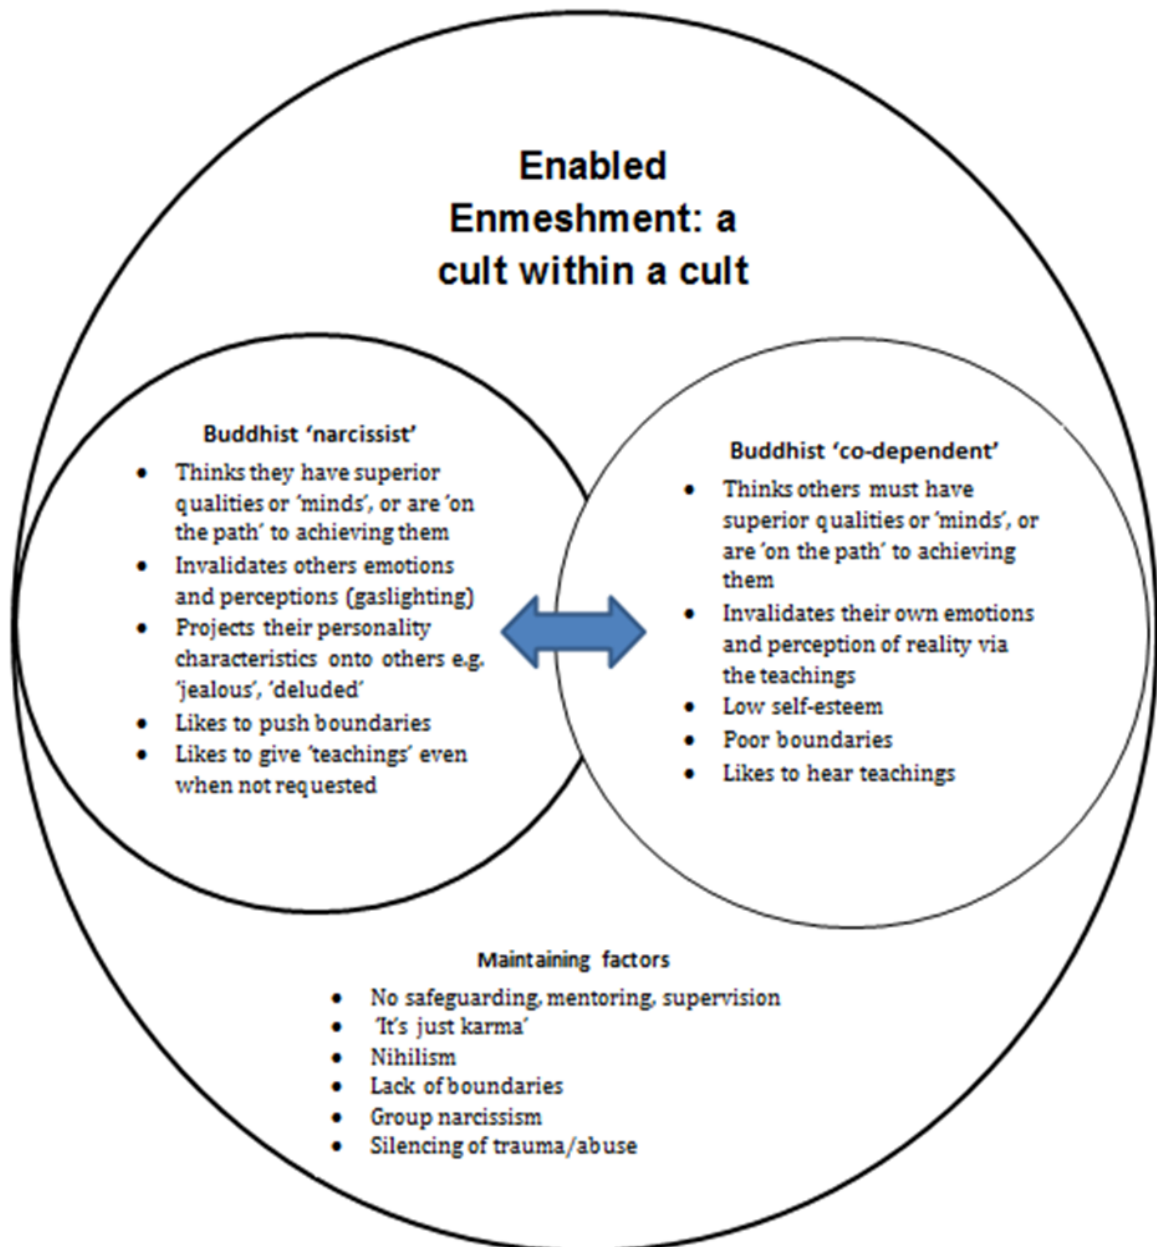 Enabled
Enmeshment: a
cult within a cult
Buddhist ‘narcissist’
• Thinks they have superior
qualities or ‘minds’, or are ‘on
the path’ to achieving them
• Invalidates others emotions
and perceptions (gaslighting)
• Projects their personality
characteristics onto others e.g.
‘jealous’, ‘deluded’
• Likes to push boundaries
• Likes to give ‘teachings’ even
when not requested
Buddhist ‘co-dependent’
• Thinks others must have
superior qualities or ‘minds’, or
are ‘on the path’ to achieving
them
• Invalidates their own emotions
and perception of reality via
the teachings
• Low self-esteem
• Poor boundaries
• Likes to hear teachings
Maintaining factors
• No safeguarding, mentoring, supervision
• ‘It’s just karma’
• Nihilism
• Lack of boundaries
• Group narcissism
• Silencing of trauma/abuse